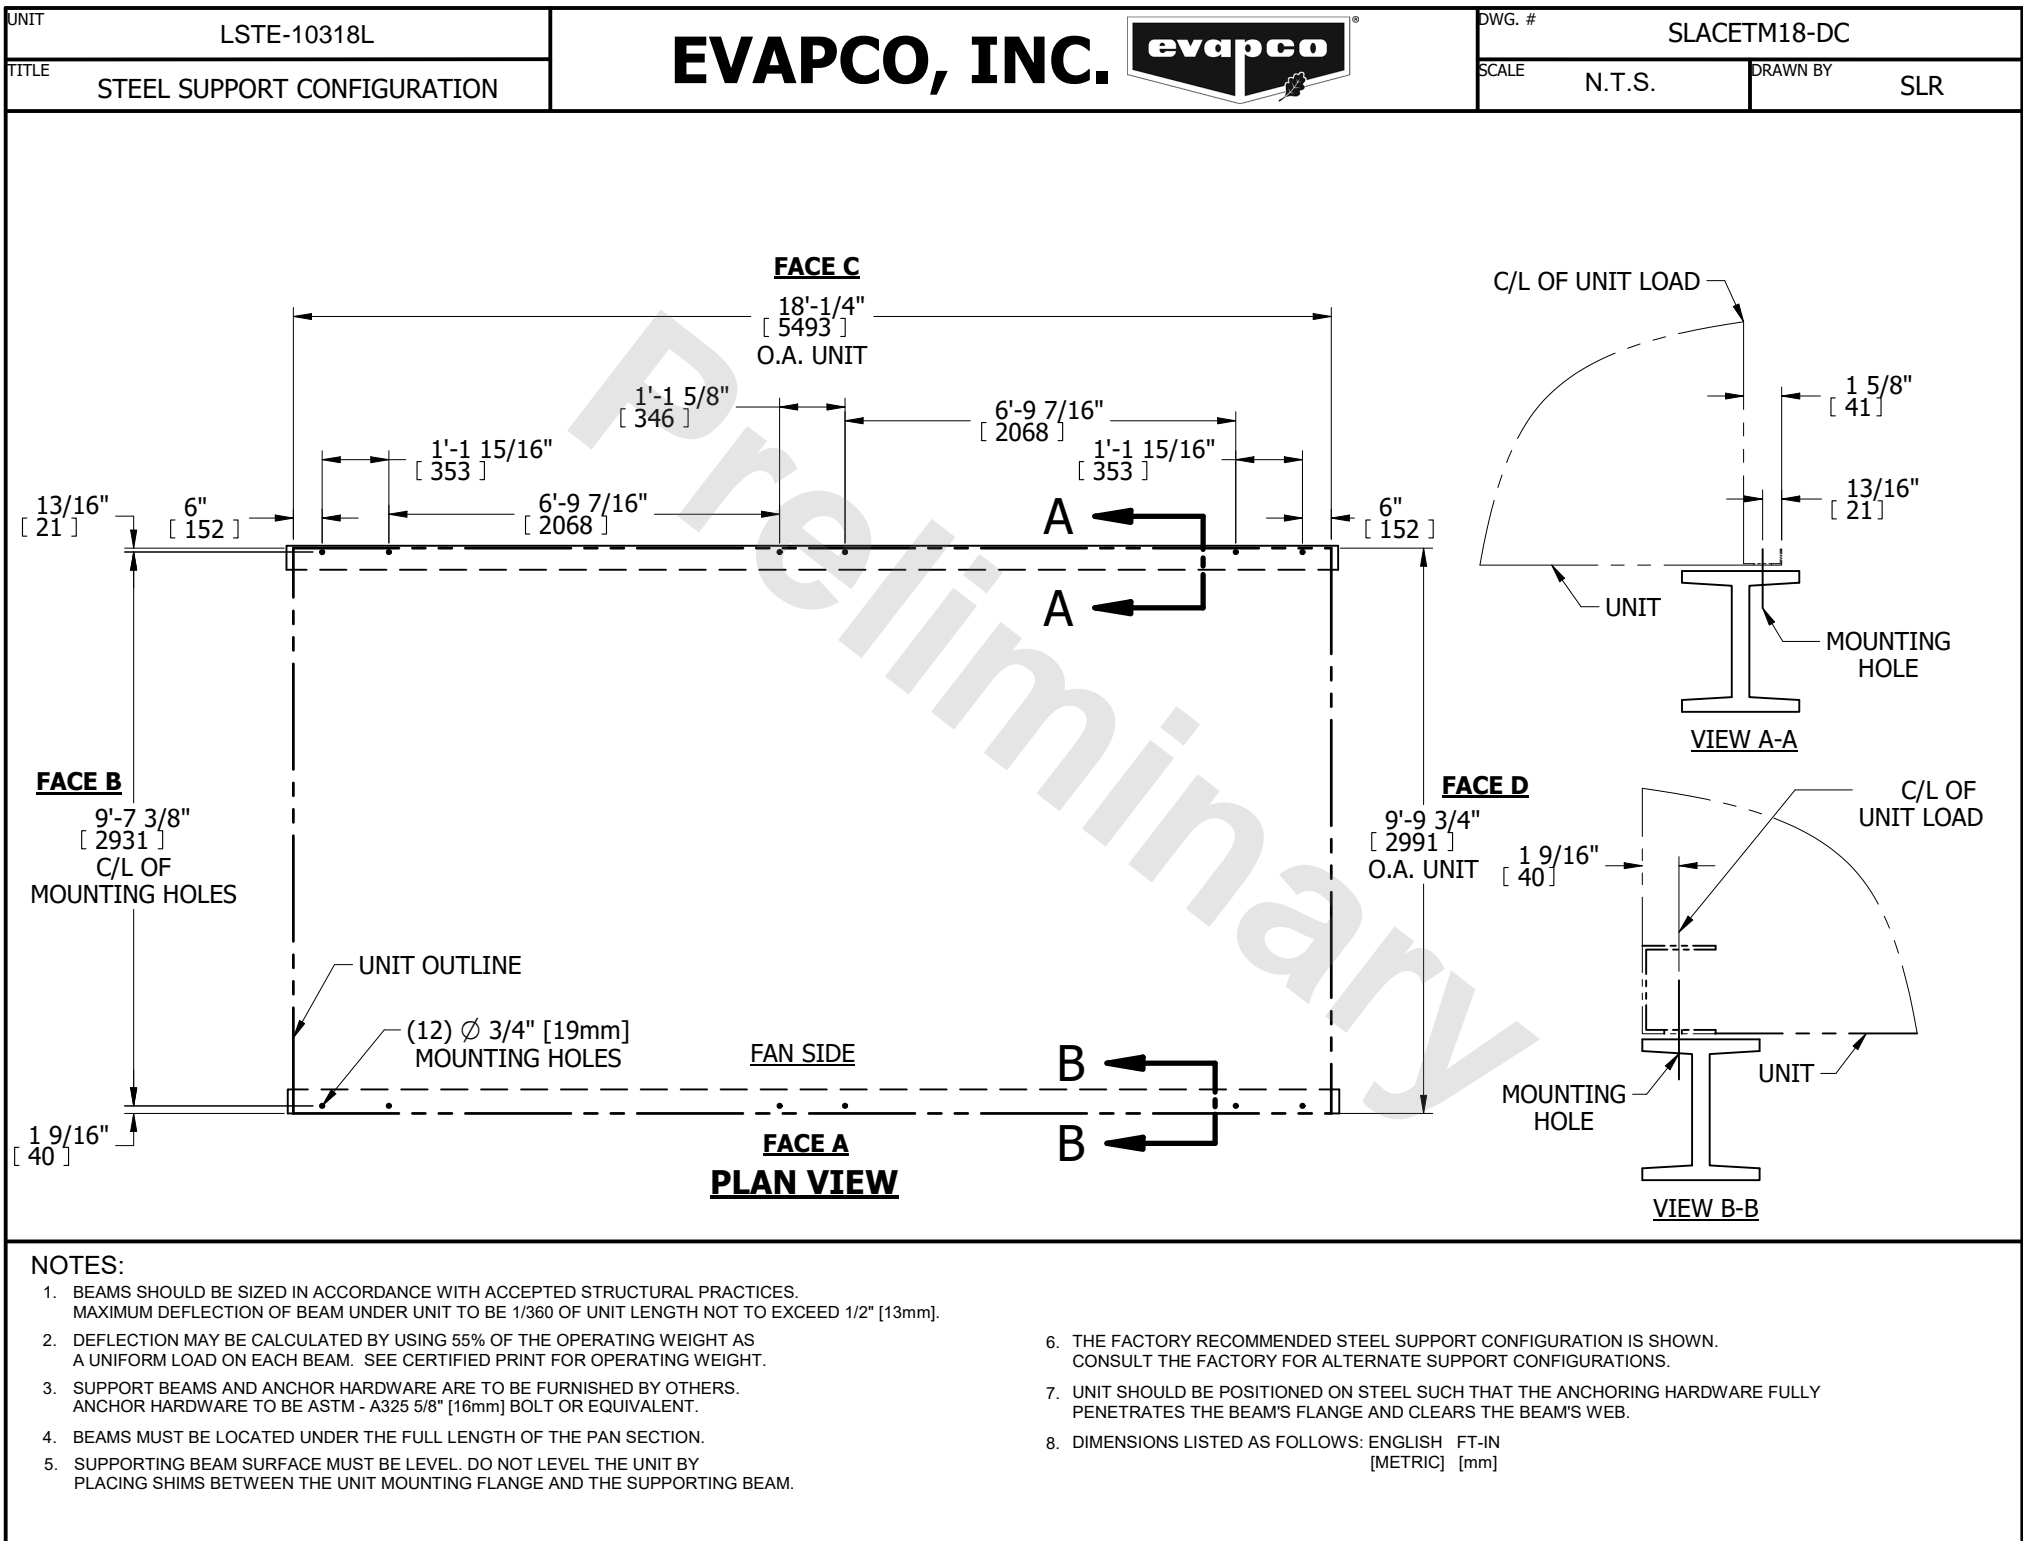 UNIT
LSTE-10318L
TITLE
STEEL SUPPORT CONFIGURATION
EVAPCO, INC.
evapco
®
DWG. #
SLACETM18-DC
SCALE
N.T.S.
DRAWN BY
SLR
FACE C
18'-1/4"
[ 5493 ]
O.A. UNIT
1'-1 5/8"
[ 346 ]
6'-9 7/16"
[ 2068 ]
1'-1 15/16"
[ 353 ]
1'-1 15/16"
[ 353 ]
13/16"
[ 21 ]
6"
[ 152 ]
6'-9 7/16"
[ 2068 ]
6"
[ 152 ]
A
A
FACE B
9'-7 3/8"
[ 2931 ]
C/L OF
MOUNTING HOLES
FACE D
9'-9 3/4"
[ 2991 ]
O.A. UNIT
UNIT OUTLINE
(12) Ø 3/4" [19mm]
MOUNTING HOLES
FAN SIDE
B
B
1 9/16"
[ 40 ]
FACE A
PLAN VIEW
Preliminary
C/L OF UNIT LOAD
1 5/8"
[ 41 ]
13/16"
[ 21 ]
UNIT
MOUNTING
HOLE
VIEW A-A
C/L OF
UNIT LOAD
1 9/16"
[ 40 ]
UNIT
MOUNTING
HOLE
VIEW B-B
NOTES:
1. BEAMS SHOULD BE SIZED IN ACCORDANCE WITH ACCEPTED STRUCTURAL PRACTICES.
MAXIMUM DEFLECTION OF BEAM UNDER UNIT TO BE 1/360 OF UNIT LENGTH NOT TO EXCEED 1/2" [13mm].
2. DEFLECTION MAY BE CALCULATED BY USING 55% OF THE OPERATING WEIGHT AS
A UNIFORM LOAD ON EACH BEAM. SEE CERTIFIED PRINT FOR OPERATING WEIGHT.
3. SUPPORT BEAMS AND ANCHOR HARDWARE ARE TO BE FURNISHED BY OTHERS.
ANCHOR HARDWARE TO BE ASTM - A325 5/8" [16mm] BOLT OR EQUIVALENT.
4. BEAMS MUST BE LOCATED UNDER THE FULL LENGTH OF THE PAN SECTION.
5. SUPPORTING BEAM SURFACE MUST BE LEVEL. DO NOT LEVEL THE UNIT BY
PLACING SHIMS BETWEEN THE UNIT MOUNTING FLANGE AND THE SUPPORTING BEAM.
6. THE FACTORY RECOMMENDED STEEL SUPPORT CONFIGURATION IS SHOWN.
CONSULT THE FACTORY FOR ALTERNATE SUPPORT CONFIGURATIONS.
7. UNIT SHOULD BE POSITIONED ON STEEL SUCH THAT THE ANCHORING HARDWARE FULLY
PENETRATES THE BEAM'S FLANGE AND CLEARS THE BEAM'S WEB.
8. DIMENSIONS LISTED AS FOLLOWS: ENGLISH FT-IN
[METRIC] [mm]